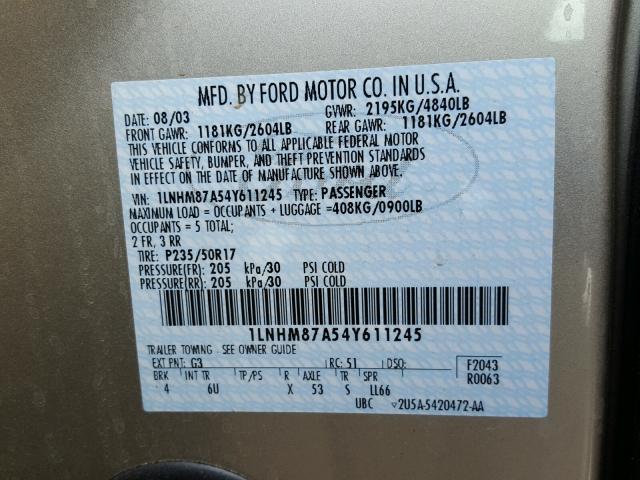 MFD. BY FORD MOTOR CO. IN U.S.A.
DATE: 08/03 GVWR: 2195KG/4840LB
FRONT GAWR: 1181KG/2604LB REAR GAWR: 1181KG/2604LB
THIS VEHICLE CONFORMS TO ALL APPLICABLE FEDERAL MOTOR
VEHICLE SAFETY, BUMPER, AND THEFT PREVENTION STANDARDS
IN EFFECT ON THE DATE OF MANUFACTURE SHOWN ABOVE.
VIN: 1LNHM87A54Y611245 TYPE: PASSENGER
MAXIMUM LOAD = OCCUPANTS + LUGGAGE =408KG/0900LB
OCCUPANTS = 5 TOTAL;
2 FR, 3 RR
TIRE: P235/50R17
PRESSURE(FR): 205 kPa/30 PSI COLD
PRESSURE(RR): 205 kPa/30 PSI COLD
1LNHM87A54Y611245
TRAILER TOWING - SEE OWNER GUIDE
EXT PNT: G3 RC: 51 DSO: F2043
BRK INT TR TP/PS R AXLE TR SPR R0063
4 6U X 53 S LL66
UBC 2U5A-5420472-AA